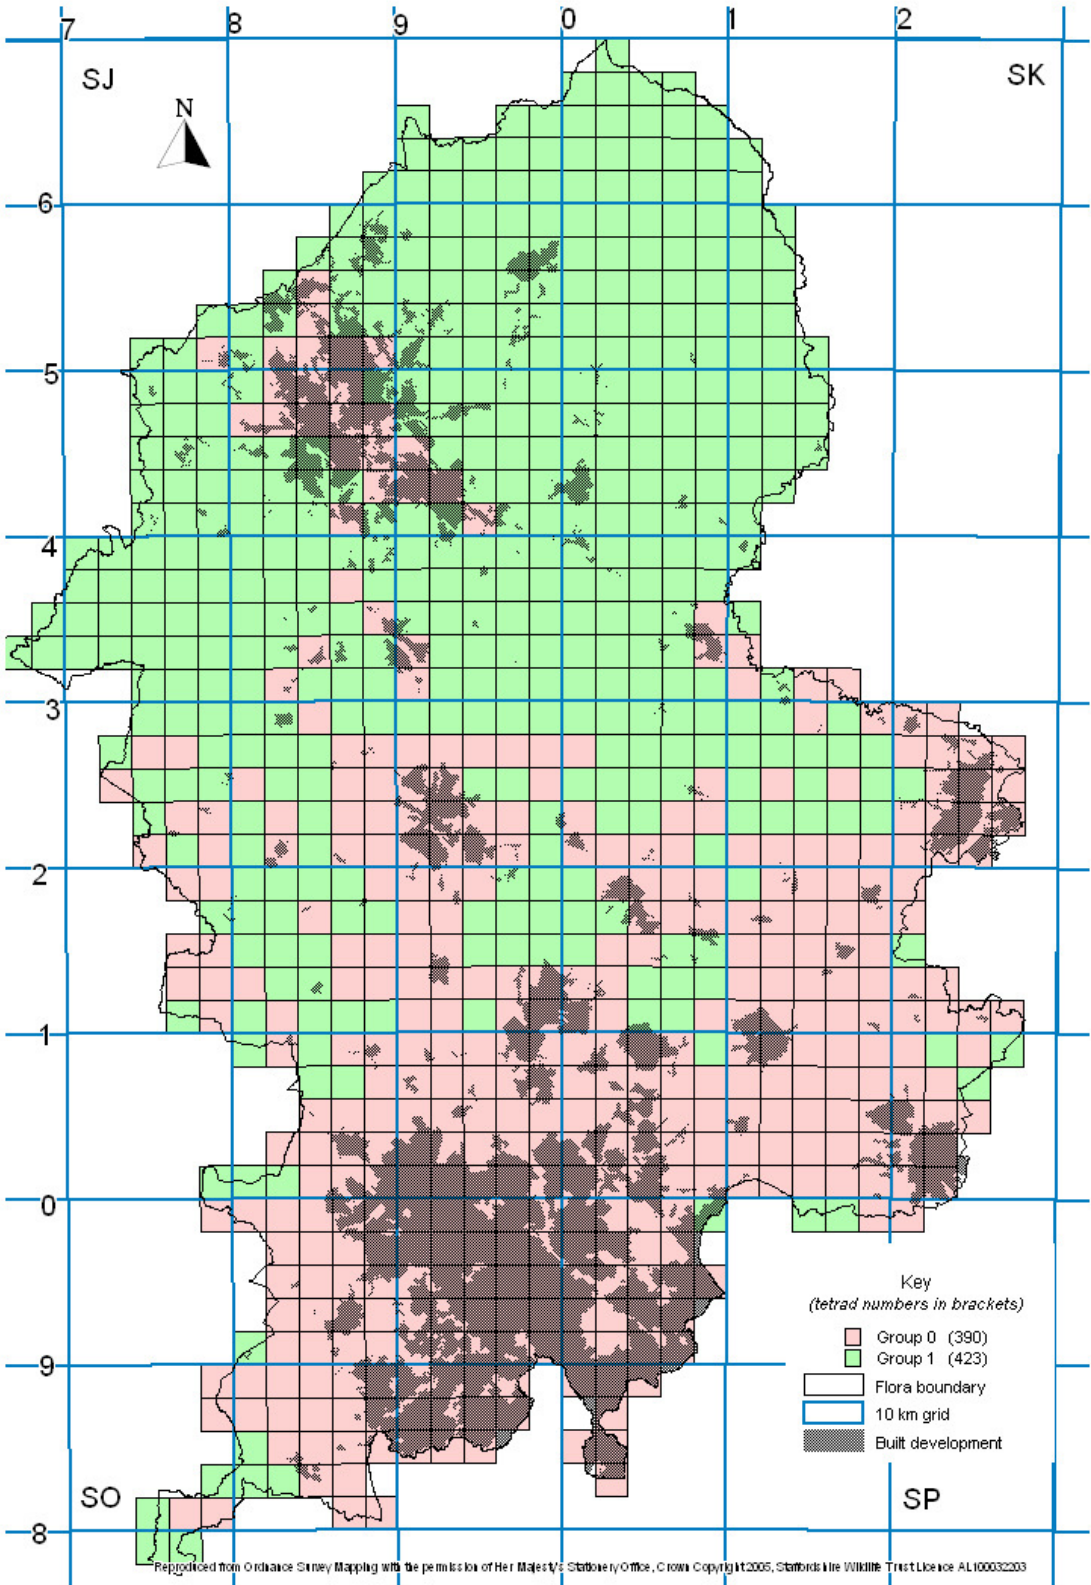 7 8 9 0 1 2
SJ SK
N
6
5
4
3
2
1
0
9
8
Key
(tetrad numbers in brackets)
Group 0 (390)
Group 1 (423)
Flora boundary
10 km grid
Built development
SO SP
Reproduced from Ordnance Survey Mapping with the permission of Her Majesty's Stationery Office, Crown Copyright 2005, Staffordshire Wildlife Trust Licence AL100032203